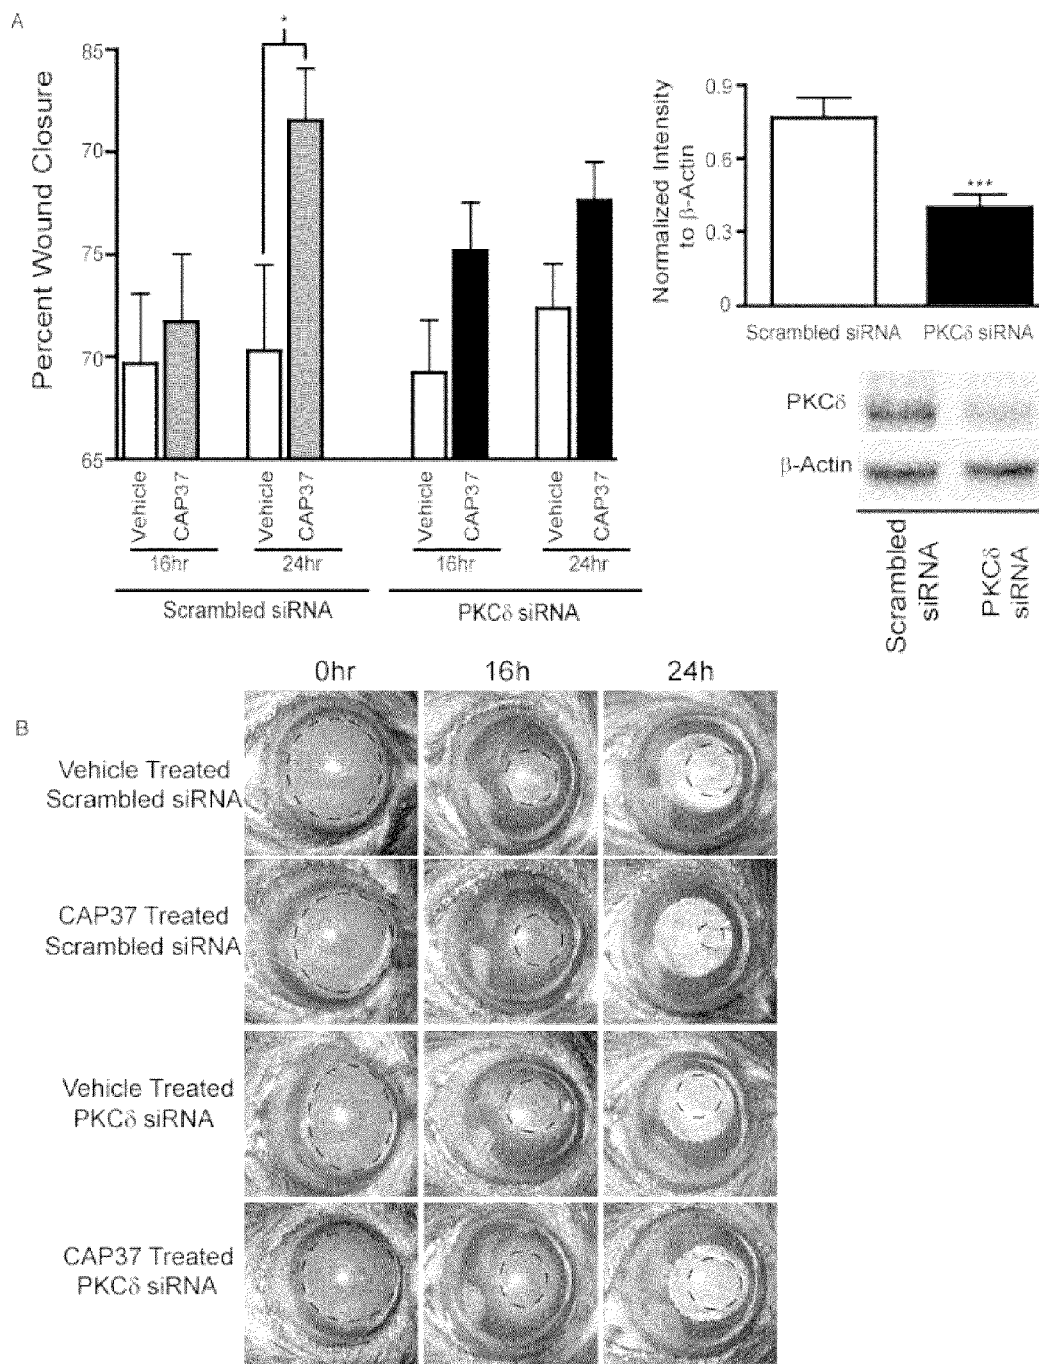 A
Percent Wound Closure
85
70
75
70
65
*
Vehicle
CAP37
Vehicle
CAP37
Vehicle
CAP37
Vehicle
CAP37
16hr
24hr
16hr
24hr
Scrambled siRNA
PKCδ siRNA
Normalized Intensity
to β-Actin
0.9
0.6
0.3
0
***
Scrambled siRNA
PKCδ siRNA
PKCδ
β-Actin
Scrambled
siRNA
PKCδ
siRNA
B
0hr
16h
24h
Vehicle Treated
Scrambled siRNA
CAP37 Treated
Scrambled siRNA
Vehicle Treated
PKCδ siRNA
CAP37 Treated
PKCδ siRNA